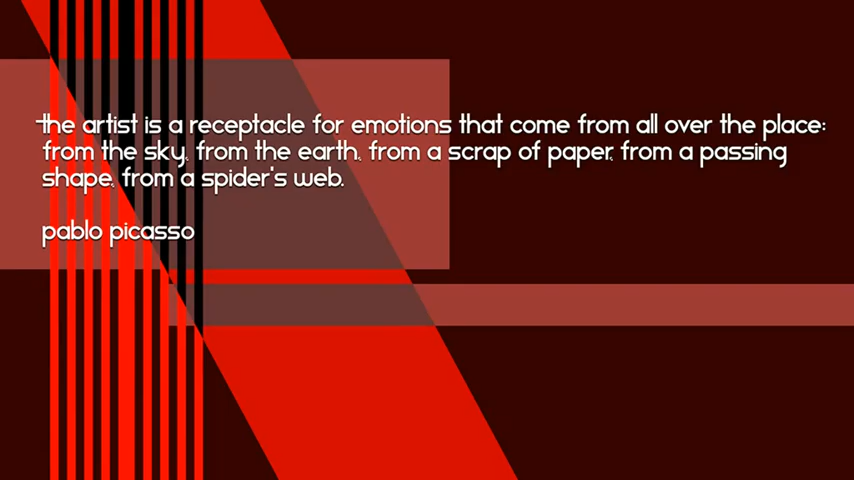 the artist is a receptacle for emotions that come from all over the place:
from the sky, from the earth, from a scrap of paper, from a passing
shape, from a spider's web.
pablo picasso